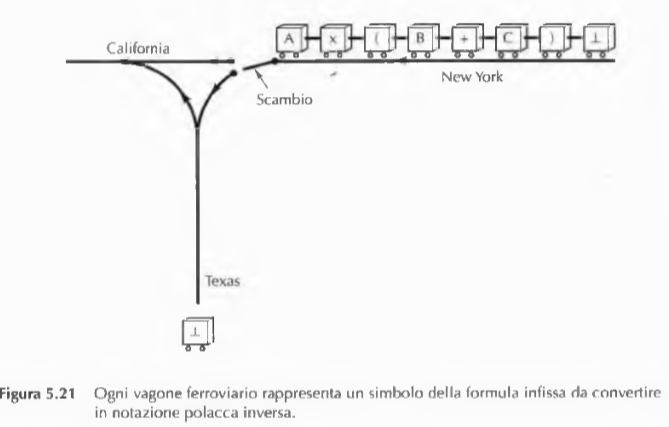 A x ( B + C ) ⊥
California
New York
Scambio
Texas
⊥
Figura 5.21 Ogni vagone ferroviario rappresenta un simbolo della formula infissa da convertire
in notazione polacca inversa.